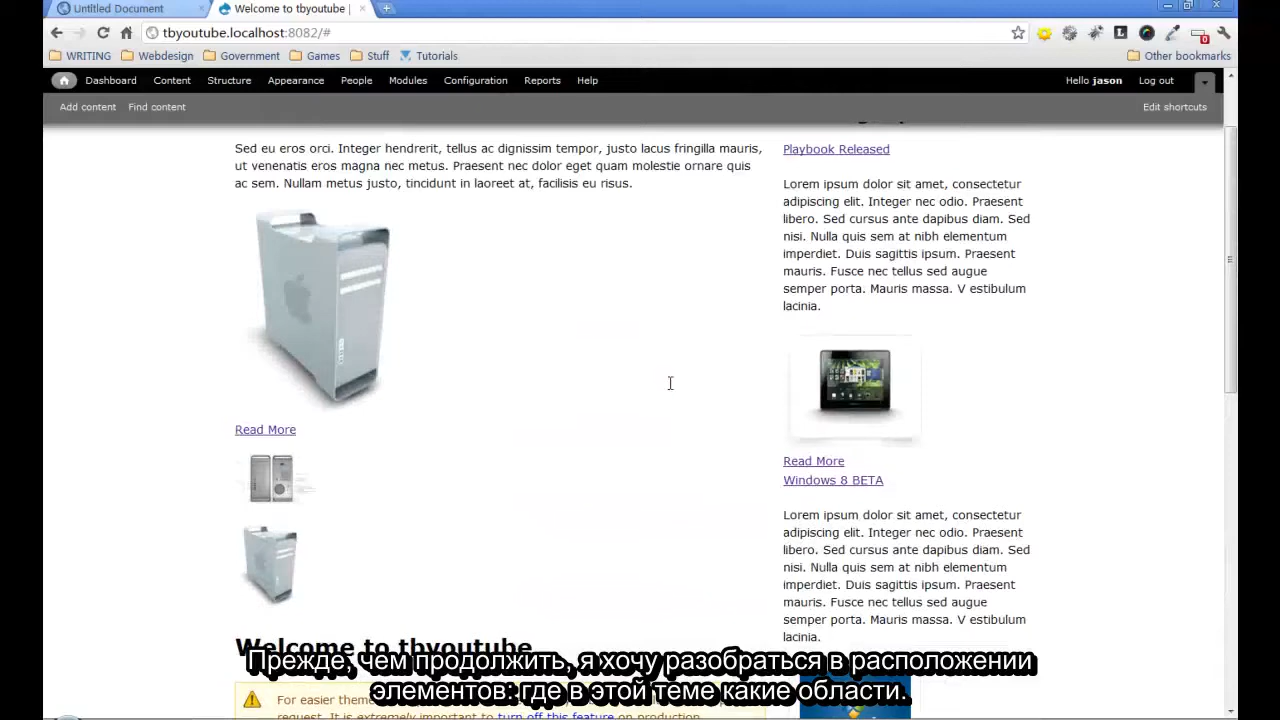 Untitled Document
Welcome to tbyoutube |
tbyoutube.localhost:8082/#
WRITING
Webdesign
Government
Games
Stuff
Tutorials
Other bookmarks
Dashboard
Content
Structure
Appearance
People
Modules
Configuration
Reports
Help
Hello jason
Log out
Add content
Find content
Edit shortcuts
Sed eu eros orci. Integer hendrerit, tellus ac dignissim tempor, justo lacus fringilla mauris,
ut venenatis eros magna nec metus. Praesent nec dolor eget quam molestie ornare quis
ac sem. Nullam metus justo, tincidunt in laoreet at, facilisis eu risus.
Read More
Welcome to tbyoutube
For easier theme
request. It is extremely important to turn off this feature on production
Playbook Released
Lorem ipsum dolor sit amet, consectetur
adipiscing elit. Integer nec odio. Praesent
libero. Sed cursus ante dapibus diam. Sed
nisi. Nulla quis sem at nibh elementum
imperdiet. Duis sagittis ipsum. Praesent
mauris. Fusce nec tellus sed augue
semper porta. Mauris massa. V estibulum
lacinia.
Read More
Windows 8 BETA
Lorem ipsum dolor sit amet, consectetur
adipiscing elit. Integer nec odio. Praesent
libero. Sed cursus ante dapibus diam. Sed
nisi. Nulla quis sem at nibh elementum
imperdiet. Duis sagittis ipsum. Praesent
mauris. Fusce nec tellus sed augue
semper porta. Mauris massa. V estibulum
lacinia.
Прежде, чем продолжить, я хочу разобраться в расположении
элементов: где в этой теме какие области.